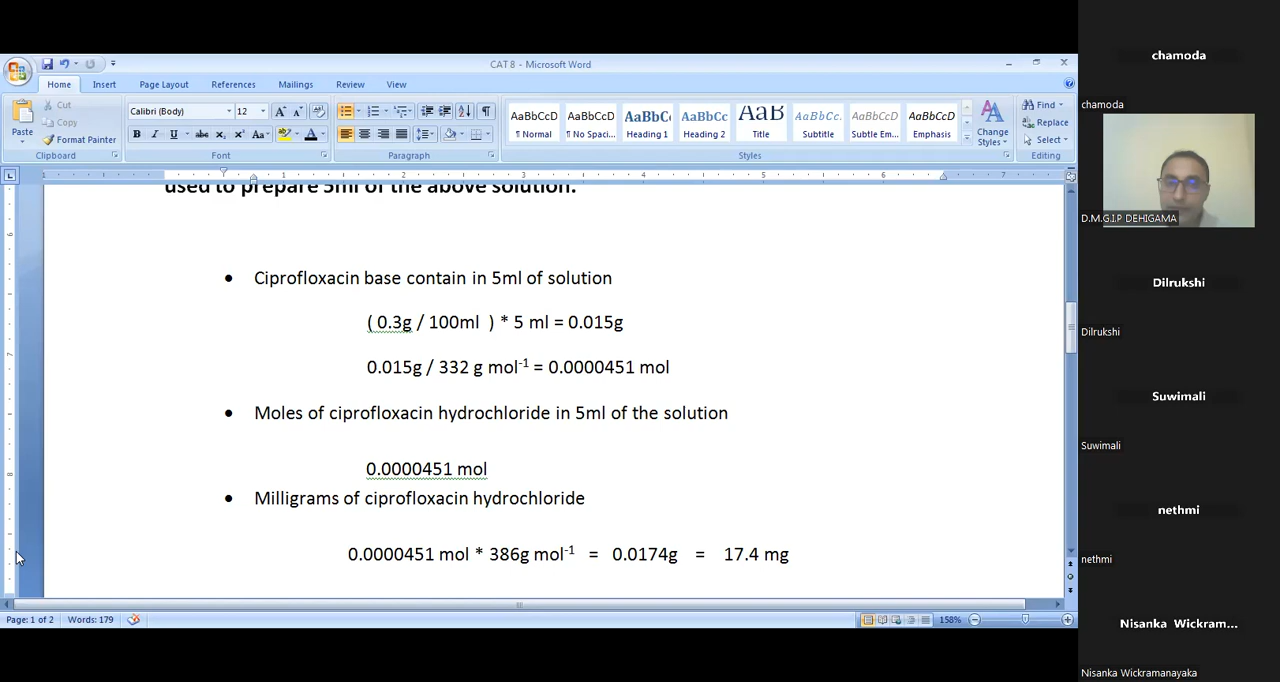 CAT 8 - Microsoft Word
Home Insert Page Layout References Mailings Review View
Paste
Cut
Copy
Format Painter
Clipboard
Calibri (Body) 12
Font
Paragraph
AaBbCcD AaBbCcD AaBbC AaBbCc AaB AaBbCc. AaBbCcD AaBbCcD
¶ Normal ¶ No Spaci... Heading 1 Heading 2 Title Subtitle Subtle Em... Emphasis
Change Styles
Styles
Find
Replace
Select
Editing
used to prepare 5ml of the above solution.
• Ciprofloxacin base contain in 5ml of solution
( 0.3g / 100ml ) * 5 ml = 0.015g
0.015g / 332 g mol-1 = 0.0000451 mol
• Moles of ciprofloxacin hydrochloride in 5ml of the solution
0.0000451 mol
• Milligrams of ciprofloxacin hydrochloride
0.0000451 mol * 386g mol-1 = 0.0174g = 17.4 mg
Page: 1 of 2 Words: 179 158%
chamoda
chamoda
D.M.G.I.P DEHIGAMA
Dilrukshi
Dilrukshi
Suwimali
Suwimali
nethmi
nethmi
Nisanka Wickram...
Nisanka Wickramanayaka